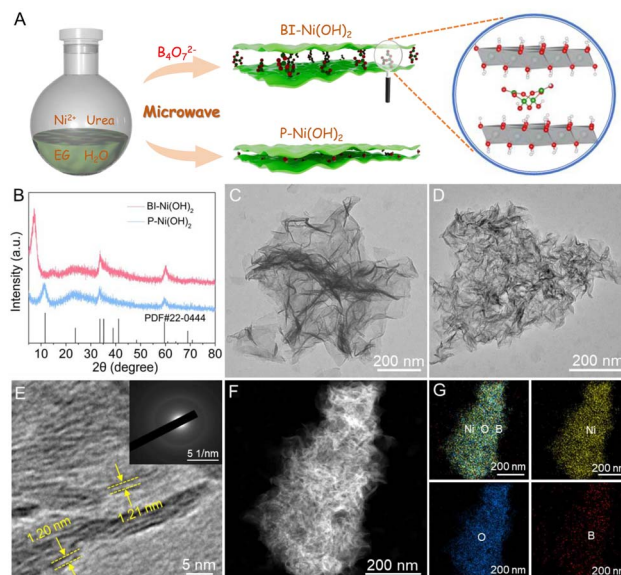 A
B₄O₇²⁻
BI-Ni(OH)₂
Ni²⁺ Urea
EG H₂O
Microwave
P-Ni(OH)₂
B
BI-Ni(OH)₂
P-Ni(OH)₂
PDF#22-0444
Intensity (a.u.)
10 20 30 40 50 60 70 80
2θ (degree)
C
200 nm
D
200 nm
E
5 1/nm
1.20 nm
1.21 nm
5 nm
F
200 nm
G
Ni O B
200 nm
Ni
200 nm
O
200 nm
B
200 nm